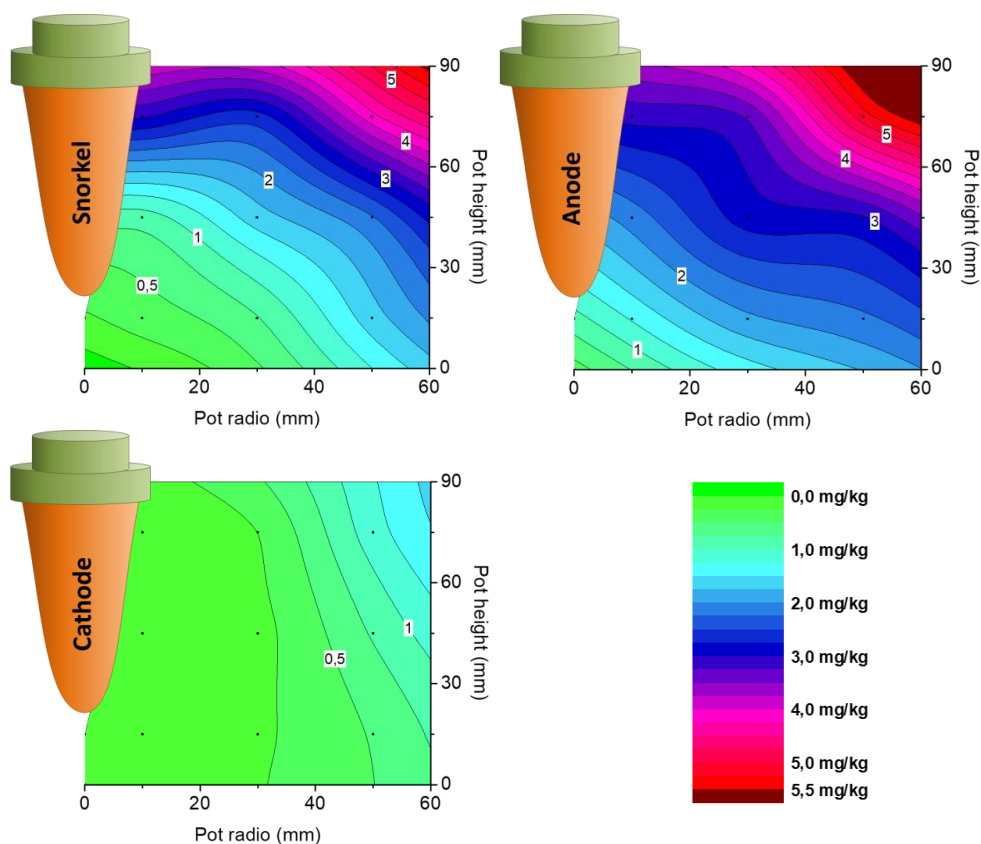 Snorkel
5
4
3
2
1
0,5
90
60
30
0
Pot height (mm)
0
20
40
60
Pot radio (mm)
Anode
5
4
3
2
1
90
60
30
0
Pot height (mm)
0
20
40
60
Pot radio (mm)
Cathode
1
0,5
90
60
30
0
Pot height (mm)
0
20
40
60
Pot radio (mm)
0,0 mg/kg
1,0 mg/kg
2,0 mg/kg
3,0 mg/kg
4,0 mg/kg
5,0 mg/kg
5,5 mg/kg